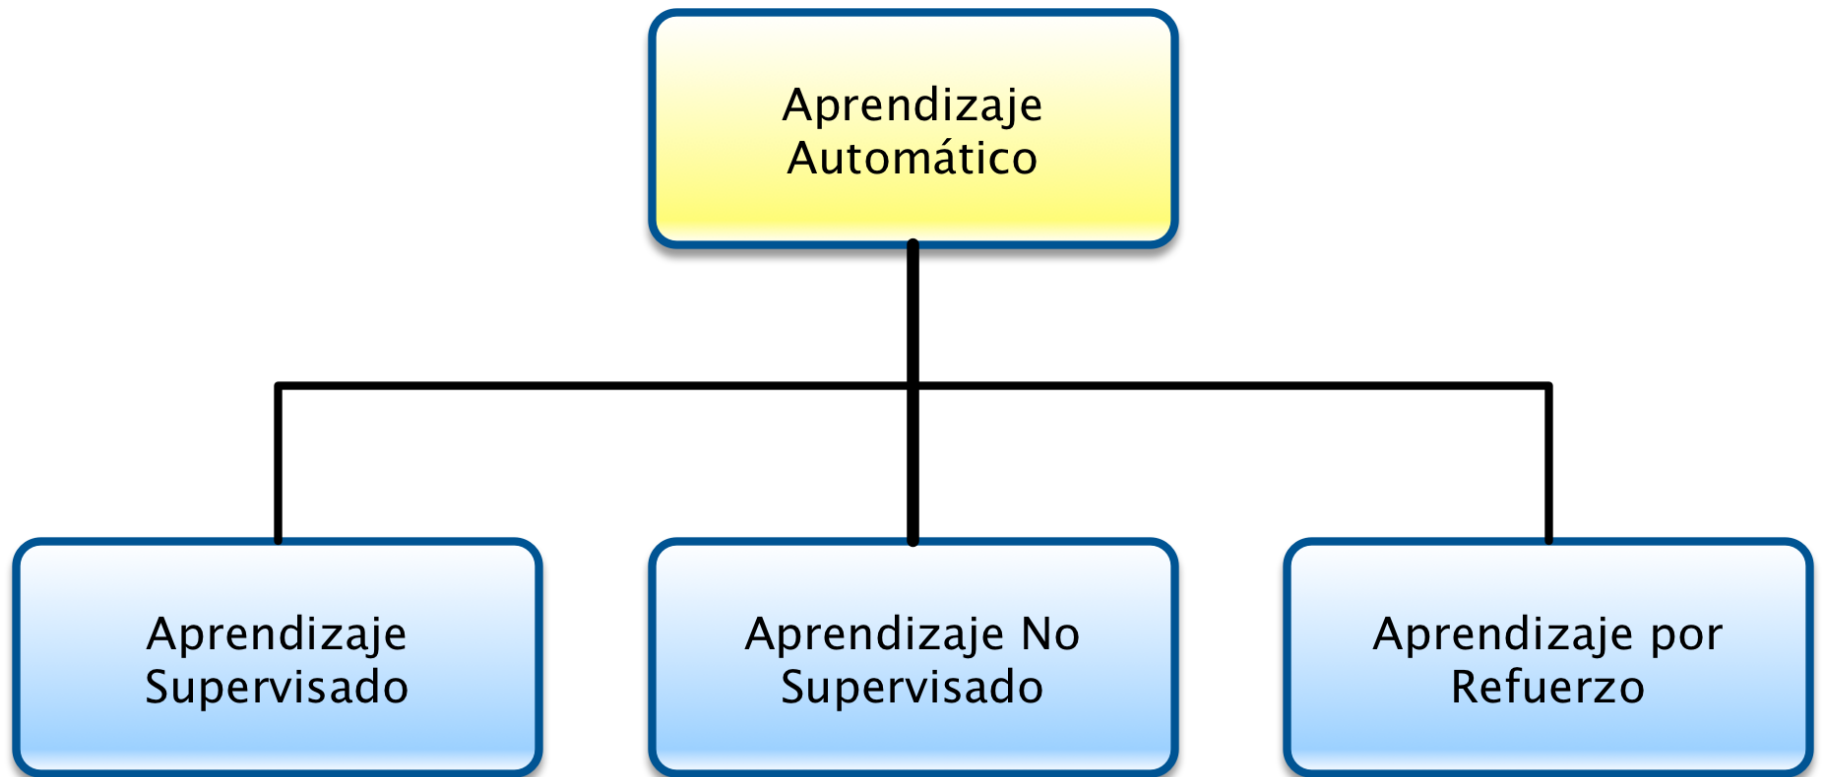 Aprendizaje
Automático
Aprendizaje
Supervisado
Aprendizaje No
Supervisado
Aprendizaje por
Refuerzo